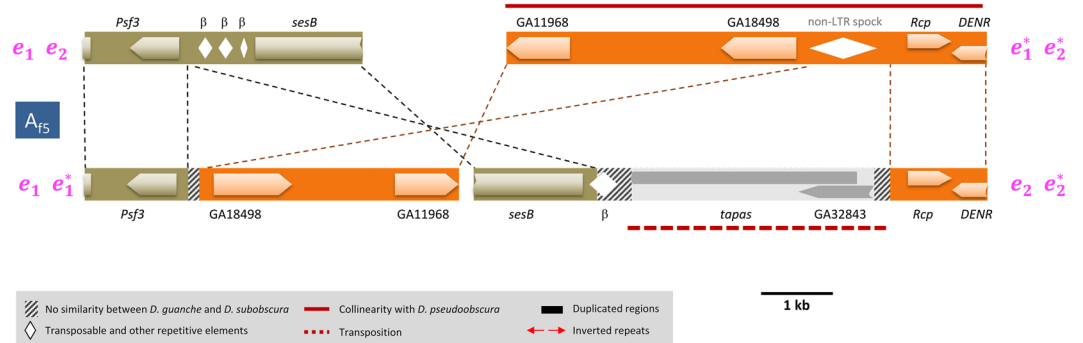 Psf3 β β β sesB GA11968 GA18498 non-LTR spock Rcp DENR
e₁ e₂ e₁* e₂*
A_f5
e₁ e₁* e₂ e₂*
Psf3 GA18498 GA11968 sesB β tapas GA32843 Rcp DENR
1 kb
No similarity between D. guanche and D. subobscura Collinearity with D. pseudoobscura Duplicated regions
Transposable and other repetitive elements Transposition Inverted repeats